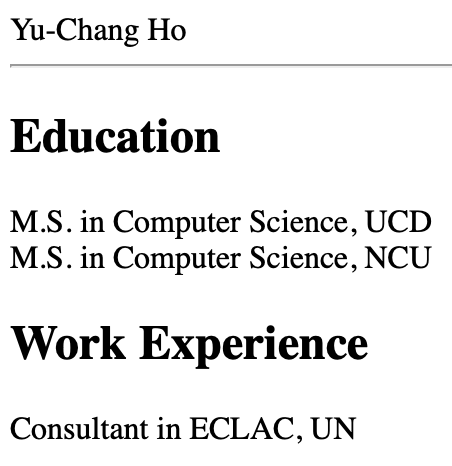 Yu-Chang Ho
Education
M.S. in Computer Science, UCD
M.S. in Computer Science, NCU
Work Experience
Consultant in ECLAC, UN